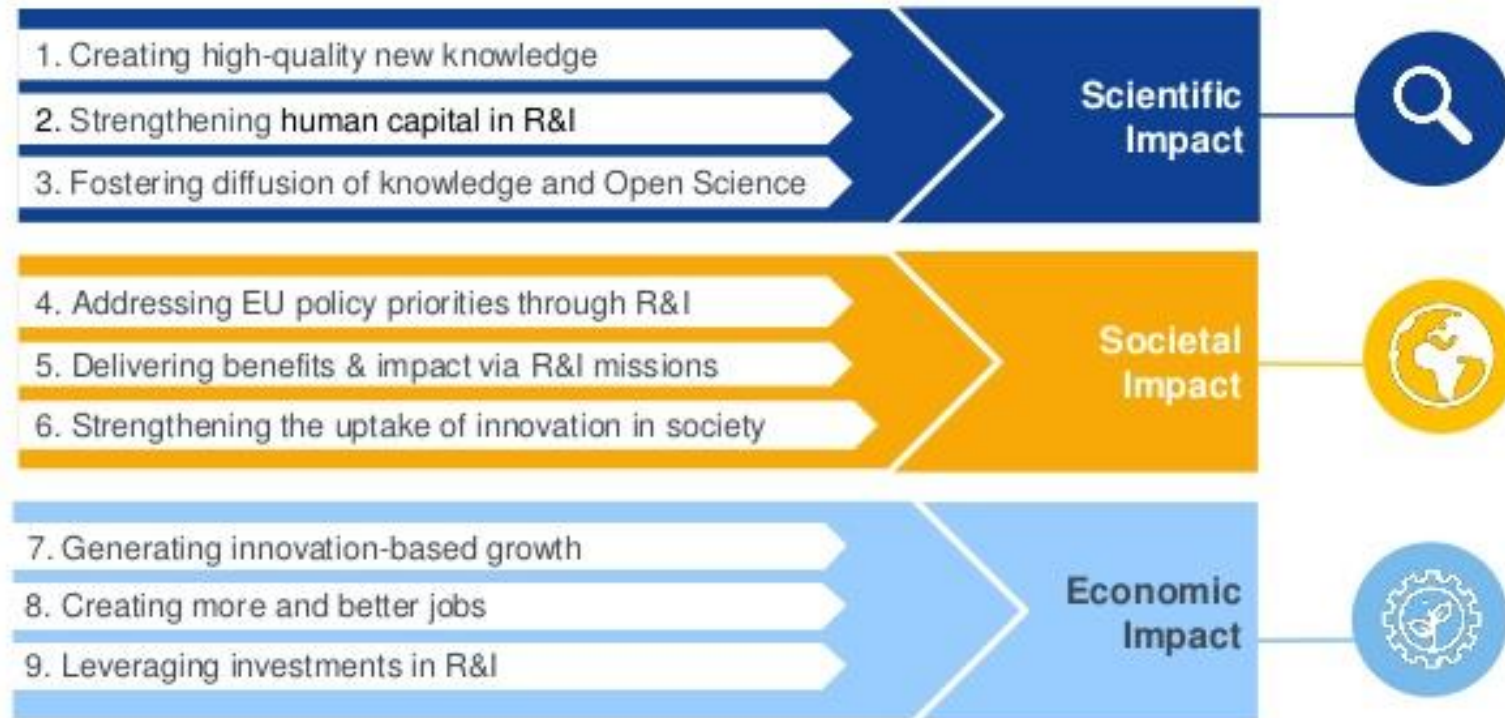 1. Creating high-quality new knowledge
2. Strengthening human capital in R&I
3. Fostering diffusion of knowledge and Open Science
Scientific
Impact
4. Addressing EU policy priorities through R&I
5. Delivering benefits & impact via R&I missions
6. Strengthening the uptake of innovation in society
Societal
Impact
7. Generating innovation-based growth
8. Creating more and better jobs
9. Leveraging investments in R&I
Economic
Impact